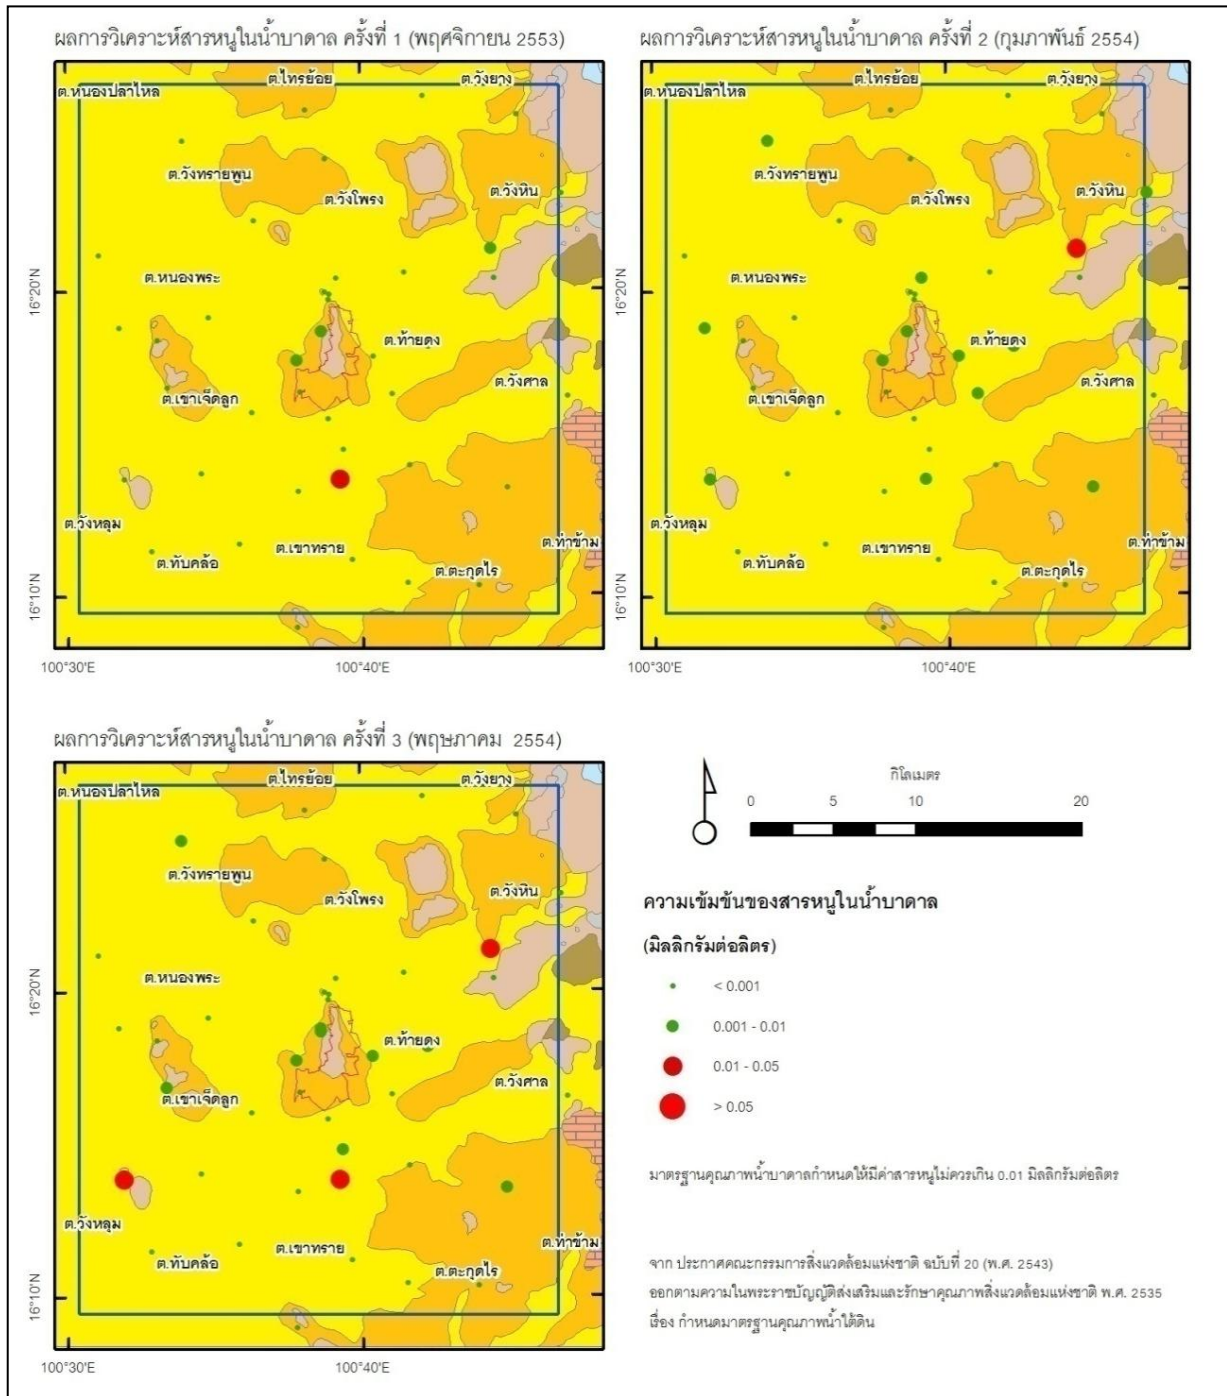 ผลการวิเคราะห์สารหนูในน้ำบาดาล ครั้งที่ 1 (พฤศจิกายน 2553)
ต.ไทรย้อย
ต.วังยาง
ต.หนองปลาไหล
ต.วังทรายพูน
ต.วังโพรง
ต.วังหิน
ต.หนองพระ
ต.ท้ายดง
ต.วังศาล
ต.เขาเจ็ดลูก
ต.วังหลุม
ต.เขาทราย
ต.ท่าข้าม
ต.ทับคล้อ
ต.ตะกุดไร
16°20'N
16°10'N
100°30'E
100°40'E
ผลการวิเคราะห์สารหนูในน้ำบาดาล ครั้งที่ 2 (กุมภาพันธ์ 2554)
ต.ไทรย้อย
ต.วังยาง
ต.หนองปลาไหล
ต.วังทรายพูน
ต.วังโพรง
ต.วังหิน
ต.หนองพระ
ต.ท้ายดง
ต.วังศาล
ต.เขาเจ็ดลูก
ต.วังหลุม
ต.เขาทราย
ต.ท่าข้าม
ต.ทับคล้อ
ต.ตะกุดไร
16°20'N
16°10'N
100°30'E
100°40'E
ผลการวิเคราะห์สารหนูในน้ำบาดาล ครั้งที่ 3 (พฤษภาคม 2554)
ต.ไทรย้อย
ต.วังยาง
ต.หนองปลาไหล
ต.วังทรายพูน
ต.วังโพรง
ต.วังหิน
ต.หนองพระ
ต.ท้ายดง
ต.วังศาล
ต.เขาเจ็ดลูก
ต.วังหลุม
ต.เขาทราย
ต.ท่าข้าม
ต.ทับคล้อ
ต.ตะกุดไร
16°20'N
16°10'N
100°30'E
100°40'E
กิโลเมตร
0 5 10 20
ความเข้มข้นของสารหนูในน้ำบาดาล
(มิลลิกรัมต่อลิตร)
< 0.001
0.001 - 0.01
0.01 - 0.05
> 0.05
มาตรฐานคุณภาพน้ำบาดาลกำหนดให้มีค่าสารหนูไม่ควรเกิน 0.01 มิลลิกรัมต่อลิตร
จาก ประกาศคณะกรรมการสิ่งแวดล้อมแห่งชาติ ฉบับที่ 20 (พ.ศ. 2543)
ออกตามความในพระราชบัญญัติส่งเสริมและรักษาคุณภาพสิ่งแวดล้อมแห่งชาติ พ.ศ. 2535
เรื่อง กำหนดมาตรฐานคุณภาพน้ำใต้ดิน